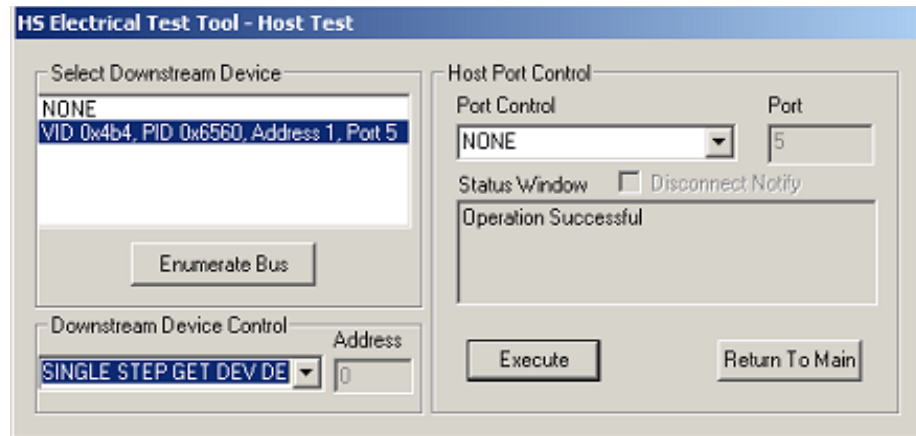 HS Electrical Test Tool - Host Test
Select Downstream Device
NONE
VID 0x4b4, PID 0x6560, Address 1, Port 5
Enumerate Bus
Downstream Device Control
Address
SINGLE STEP GET DEV DE
0
Host Port Control
Port Control
Port
NONE
5
Status Window
Disconnect Notify
Operation Successful
Execute
Return To Main